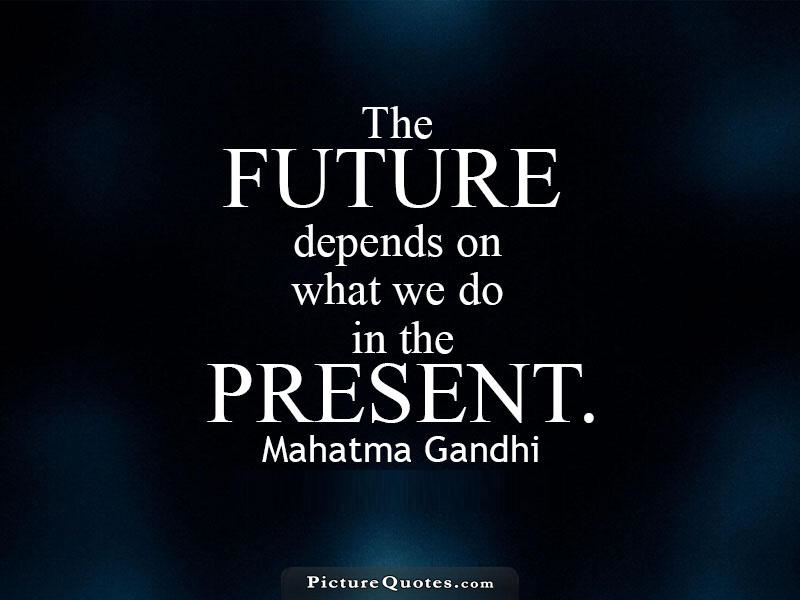 The
FUTURE
depends on
what we do
in the
PRESENT.
Mahatma Gandhi
PictureQuotes.com